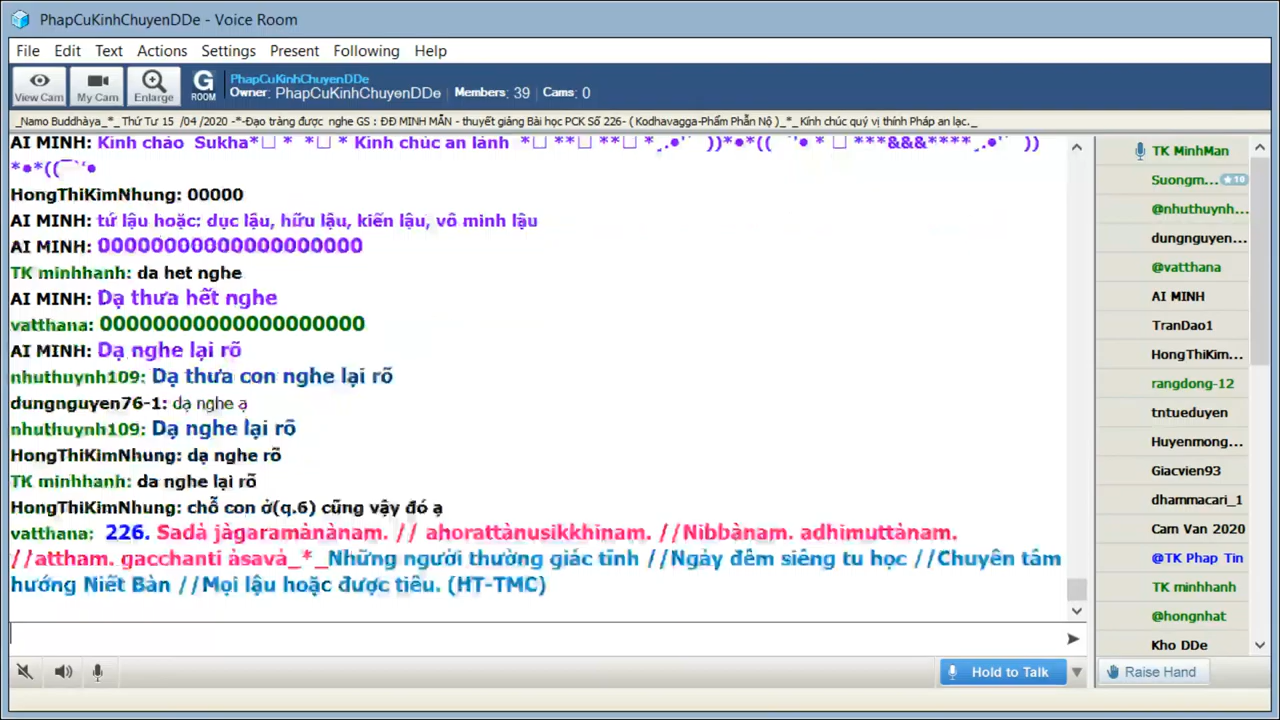 PhapCuKinhChuyenDDe - Voice Room
File Edit Text Actions Settings Present Following Help
View Cam My Cam Enlarge G ROOM PhapCuKinhChuyenDDe
Owner: PhapCuKinhChuyenDDe Members: 39 Cams: 0
_Namo Buddhàya_*_ Thứ Tư 15 /04 /2020 -*-Đạo tràng được nghe GS : ĐĐ MINH MẪN - thuyết giảng Bài học PCK Số 226- ( Kodhavagga-Phẩm Phẫn Nộ )_*_ Kính chúc quý vị thính Pháp an lạc._
AI MINH: Kính chào Sukha*□ * *□ * Kính chúc an lành *□ **□ **□ *¸.•'´ ))*•*(( ¨`'• * □ ***&&&****¸.•'´ ))
*•*((¨`'•
HongThiKimNhung: 00000
AI MINH: tứ lậu hoặc: dục lậu, hữu lậu, kiến lậu, vô minh lậu
AI MINH: 00000000000000000000
TK minhhanh: da het nghe
AI MINH: Dạ thưa hết nghe
vatthana: 00000000000000000000
AI MINH: Dạ nghe lại rõ
nhuthuynh109: Dạ thưa con nghe lại rõ
dungnguyen76-1: dạ nghe ạ
nhuthuynh109: Dạ nghe lại rõ
HongThiKimNhung: dạ nghe rõ
TK minhhanh: da nghe lại rõ
HongThiKimNhung: chỗ con ở(q.6) cũng vậy đó ạ
vatthana: 226. Sadà jàgaramànànam. // ahorattànusikkhinam. //Nibbànam. adhimuttànam.
//attham. gacchanti àsavà_*_Những người thường giác tỉnh //Ngày đêm siêng tu học //Chuyên tâm
hướng Niết Bàn //Mọi lậu hoặc được tiêu. (HT-TMC)
TK MinhMan
Suongm... ★10
@nhuthuynh...
dungnguyen...
@vatthana
AI MINH
TranDao1
HongThiKim...
rangdong-12
tntueduyen
Huyenmong...
Giacvien93
dhammacari_1
Cam Van 2020
@TK Phap Tin
TK minhhanh
@hongnhat
Kho DDe
Hold to Talk
Raise Hand